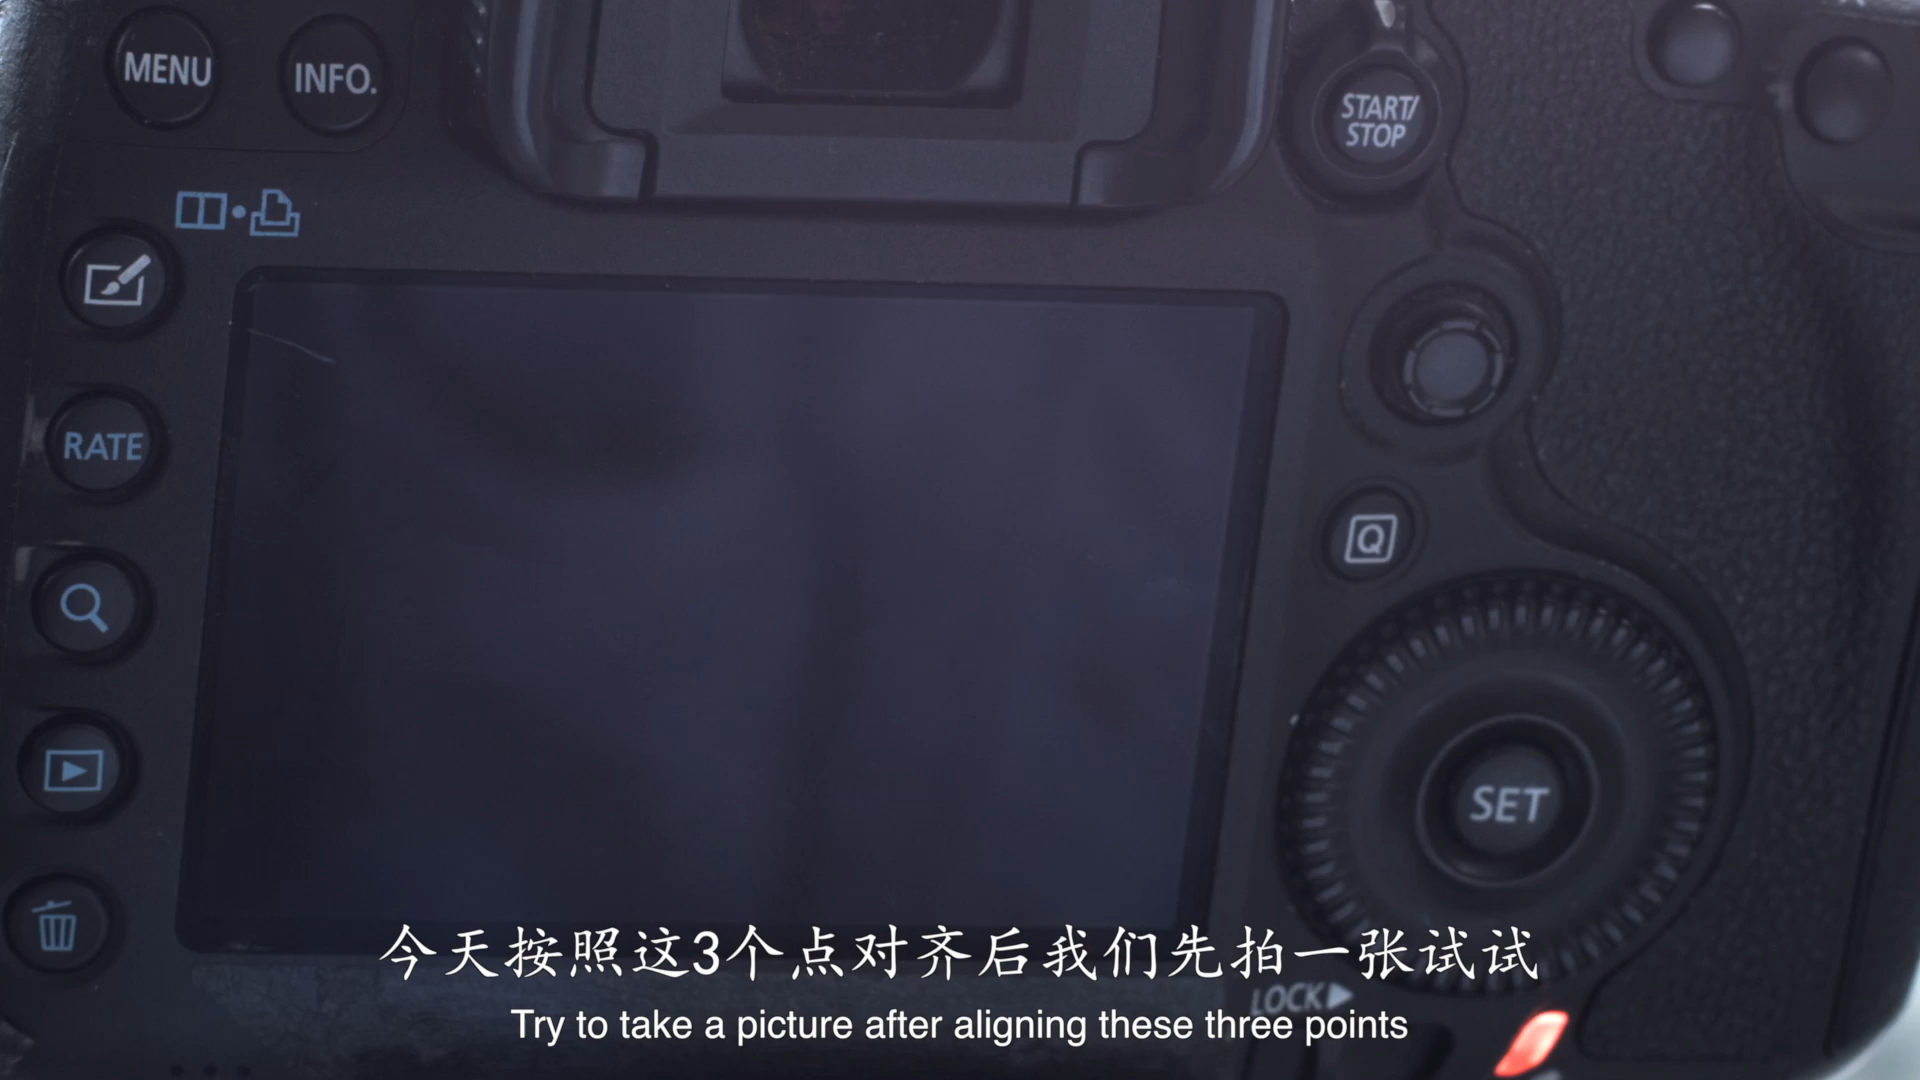 MENU
INFO.
START/
STOP
RATE
Q
SET
LOCK▶
今天按照这3个点对齐后我们先拍一张试试
Try to take a picture after aligning these three points